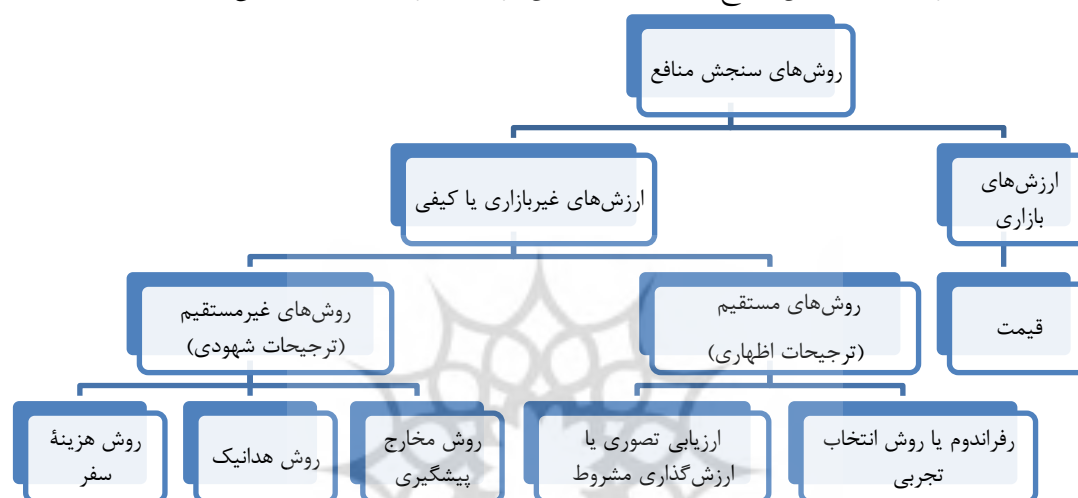 روش‌های سنجش منافع
ارزش‌های
بازاری
ارزش‌های غیربازاری یا کیفی
قیمت
روش‌های مستقیم
(ترجیحات اظهاری)
روش‌های غیرمستقیم
(ترجیحات شهودی)
رفراندوم یا روش انتخاب
تجربی
ارزیابی تصوری یا
ارزش‌گذاری مشروط
روش مخارج
پیشگیری
روش هدانیک
روش هزینهٔ
سفر